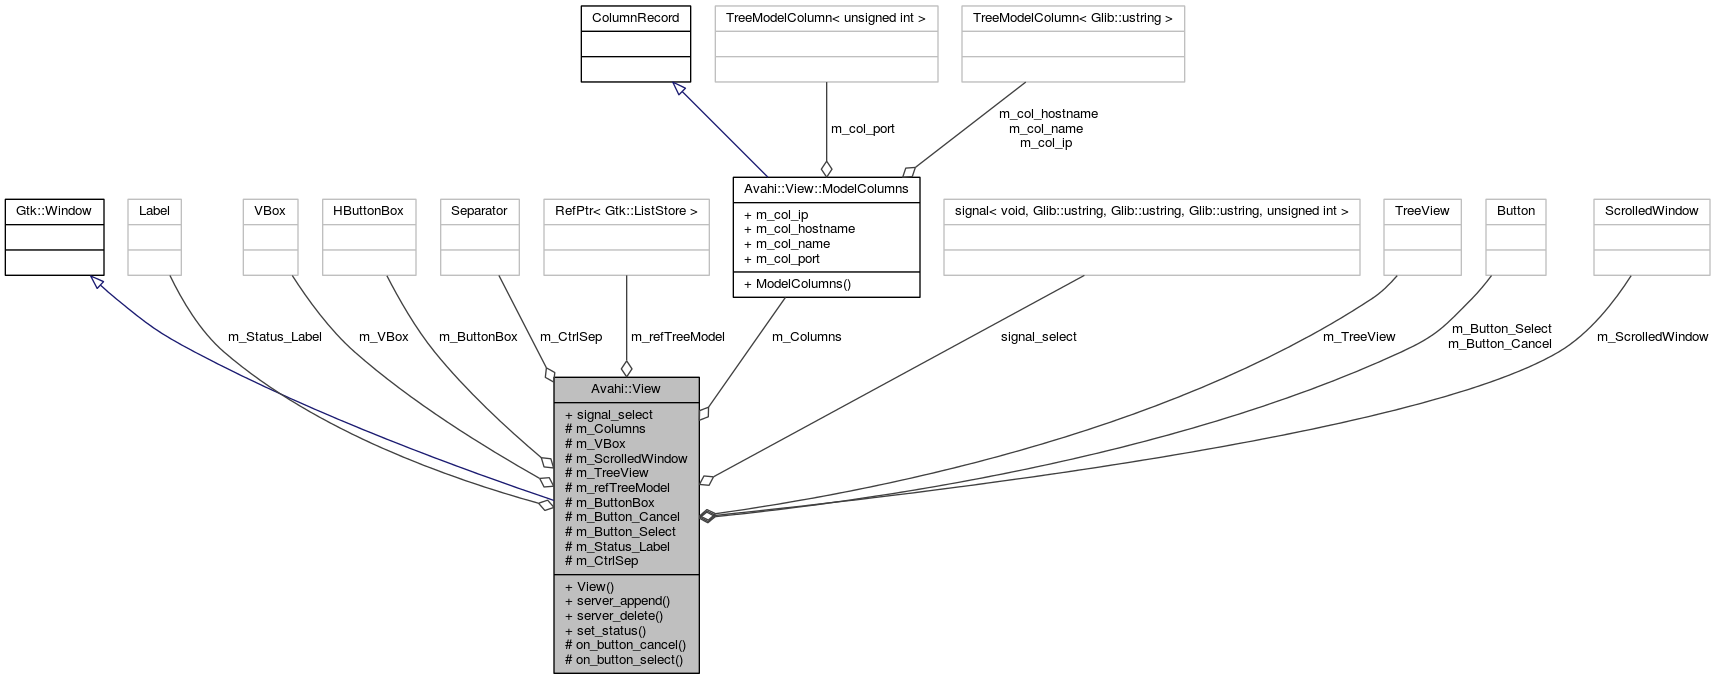 ColumnRecord
TreeModelColumn< unsigned int >
TreeModelColumn< Glib::ustring >
m_col_port
m_col_hostname
m_col_name
m_col_ip
Gtk::Window
Label
VBox
HButtonBox
Separator
RefPtr< Gtk::ListStore >
Avahi::View::ModelColumns
+ m_col_ip
+ m_col_hostname
+ m_col_name
+ m_col_port
+ ModelColumns()
signal< void, Glib::ustring, Glib::ustring, Glib::ustring, unsigned int >
TreeView
Button
ScrolledWindow
m_Status_Label
m_VBox
m_ButtonBox
m_CtrlSep
m_refTreeModel
m_Columns
signal_select
m_TreeView
m_Button_Select
m_Button_Cancel
m_ScrolledWindow
Avahi::View
+ signal_select
# m_Columns
# m_VBox
# m_ScrolledWindow
# m_TreeView
# m_refTreeModel
# m_ButtonBox
# m_Button_Cancel
# m_Button_Select
# m_Status_Label
# m_CtrlSep
+ View()
+ server_append()
+ server_delete()
+ set_status()
# on_button_cancel()
# on_button_select()